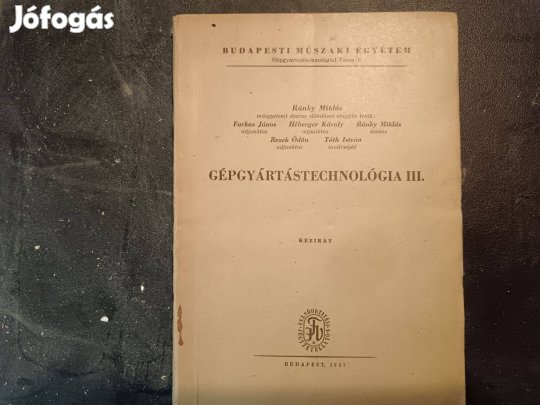 Jófogás
BUDAPESTI MŰSZAKI EGYETEM
Gépgyártástechnológiai Tanszék
Ránky Miklós
műegyetemi docens előadásai alapján írták:
Farkas János Héberger Károly Ránky Miklós
adjunktus adjunktus docens
Rezek Ödön Tóth István
adjunktus tanársegéd
GÉPGYÁRTÁSTECHNOLÓGIA III.
KÉZIRAT
BUDAPEST, 1957